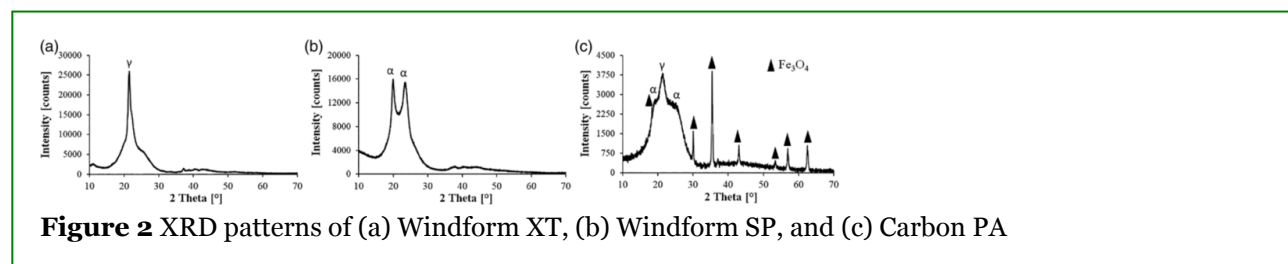 (a)
30000
25000
20000
15000
10000
5000
0
Intensity [counts]
γ
10 20 30 40 50 60 70
2 Theta [°]
(b)
20000
16000
12000
8000
4000
0
Intensity [counts]
α α
10 20 30 40 50 60 70
2 Theta [°]
(c)
4500
3750
3000
2250
1500
750
0
Intensity [counts]
γ
α α
▲ Fe₃O₄
10 20 30 40 50 60 70
2 Theta [°]
Figure 2 XRD patterns of (a) Windform XT, (b) Windform SP, and (c) Carbon PA